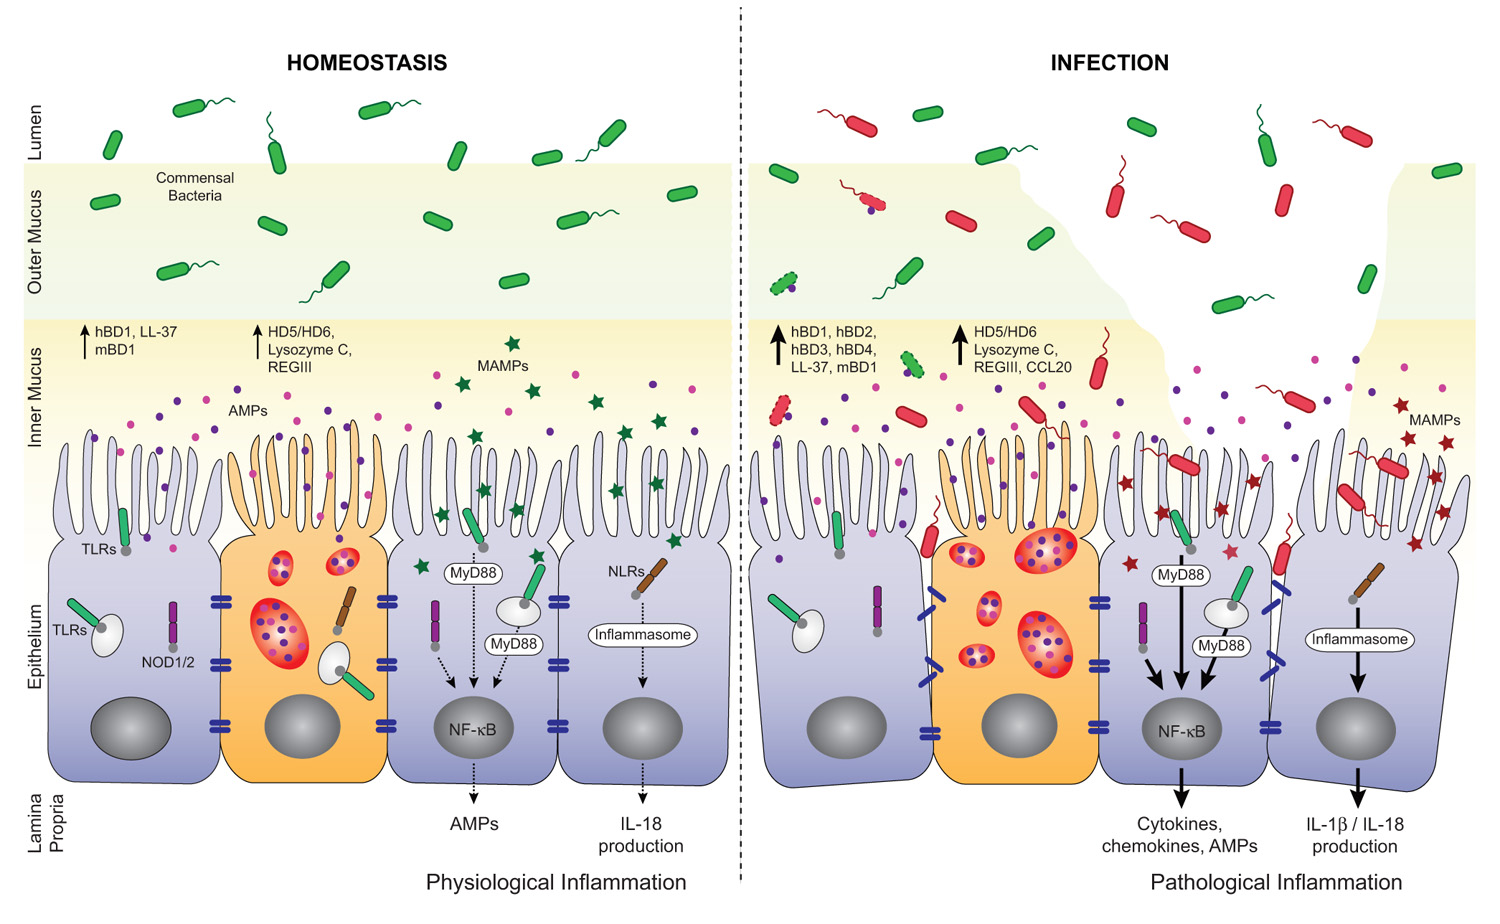 HOMEOSTASIS
INFECTION
Lumen
Outer Mucus
Inner Mucus
Epithelium
Lamina
Propria
Commensal
Bacteria
hBD1, LL-37
mBD1
HD5/HD6,
Lysozyme C,
REGIII
MAMPs
AMPs
TLRs
TLRs
NOD1/2
MyD88
MyD88
NF-κB
NLRs
Inflammasome
AMPs
IL-18
production
Physiological Inflammation
hBD1, hBD2,
hBD3, hBD4,
LL-37, mBD1
HD5/HD6
Lysozyme C,
REGIII, CCL20
MAMPs
MyD88
MyD88
NF-κB
Inflammasome
Cytokines,
chemokines, AMPs
IL-1β / IL-18
production
Pathological Inflammation